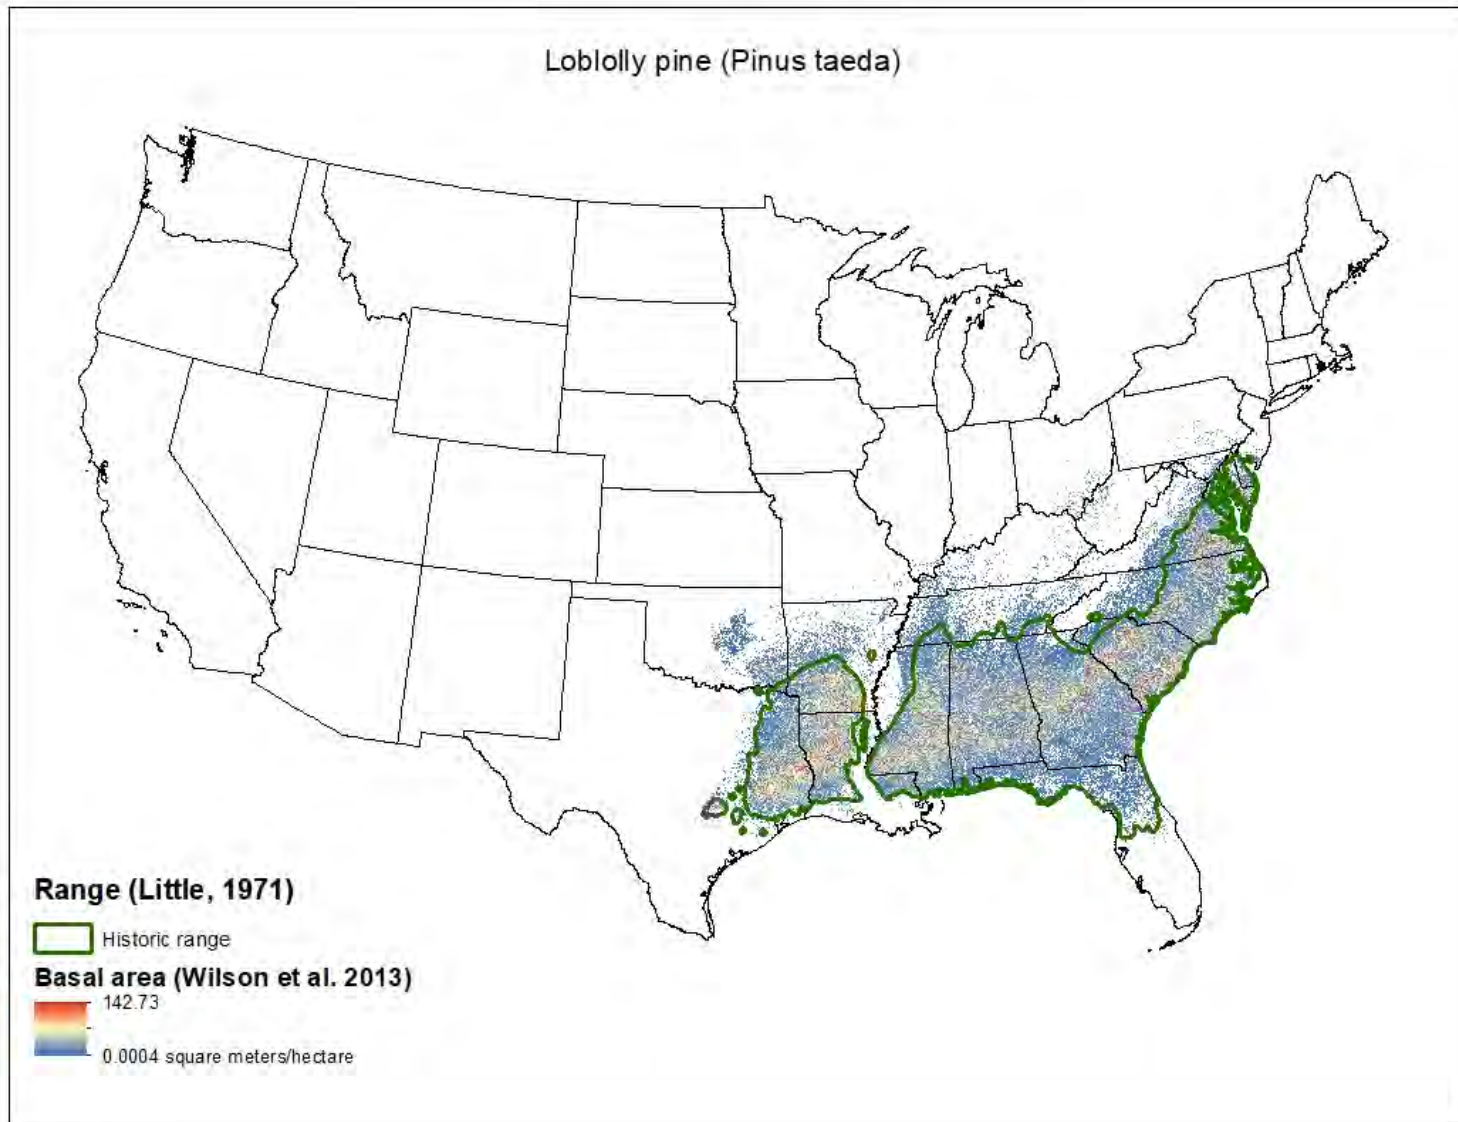 Loblolly pine (Pinus taeda)
Range (Little, 1971)
Historic range
Basal area (Wilson et al. 2013)
142.73
0.0004 square meters/hectare